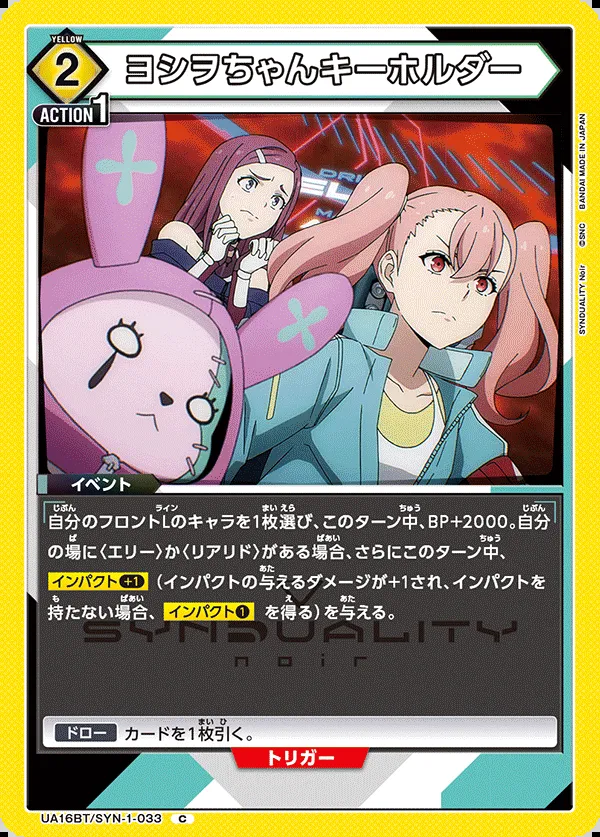 YELLOW
2
ACTION 1
ヨシヲちゃんキーホルダー
BANDAI MADE IN JAPAN
©SNC
SYNDUALITY Noir
イベント
自分のフロントLのキャラを1枚選び、このターン中、BP+2000。自分
の場に〈エリー〉か〈リアリド〉がある場合、さらにこのターン中、
インパクト+1 (インパクトの与えるダメージが+1され、インパクトを
持たない場合、 インパクト1 を得る)を与える。
SYNDUALITY
noir
ドロー カードを1枚引く。
トリガー
UA16BT/SYN-1-033 C